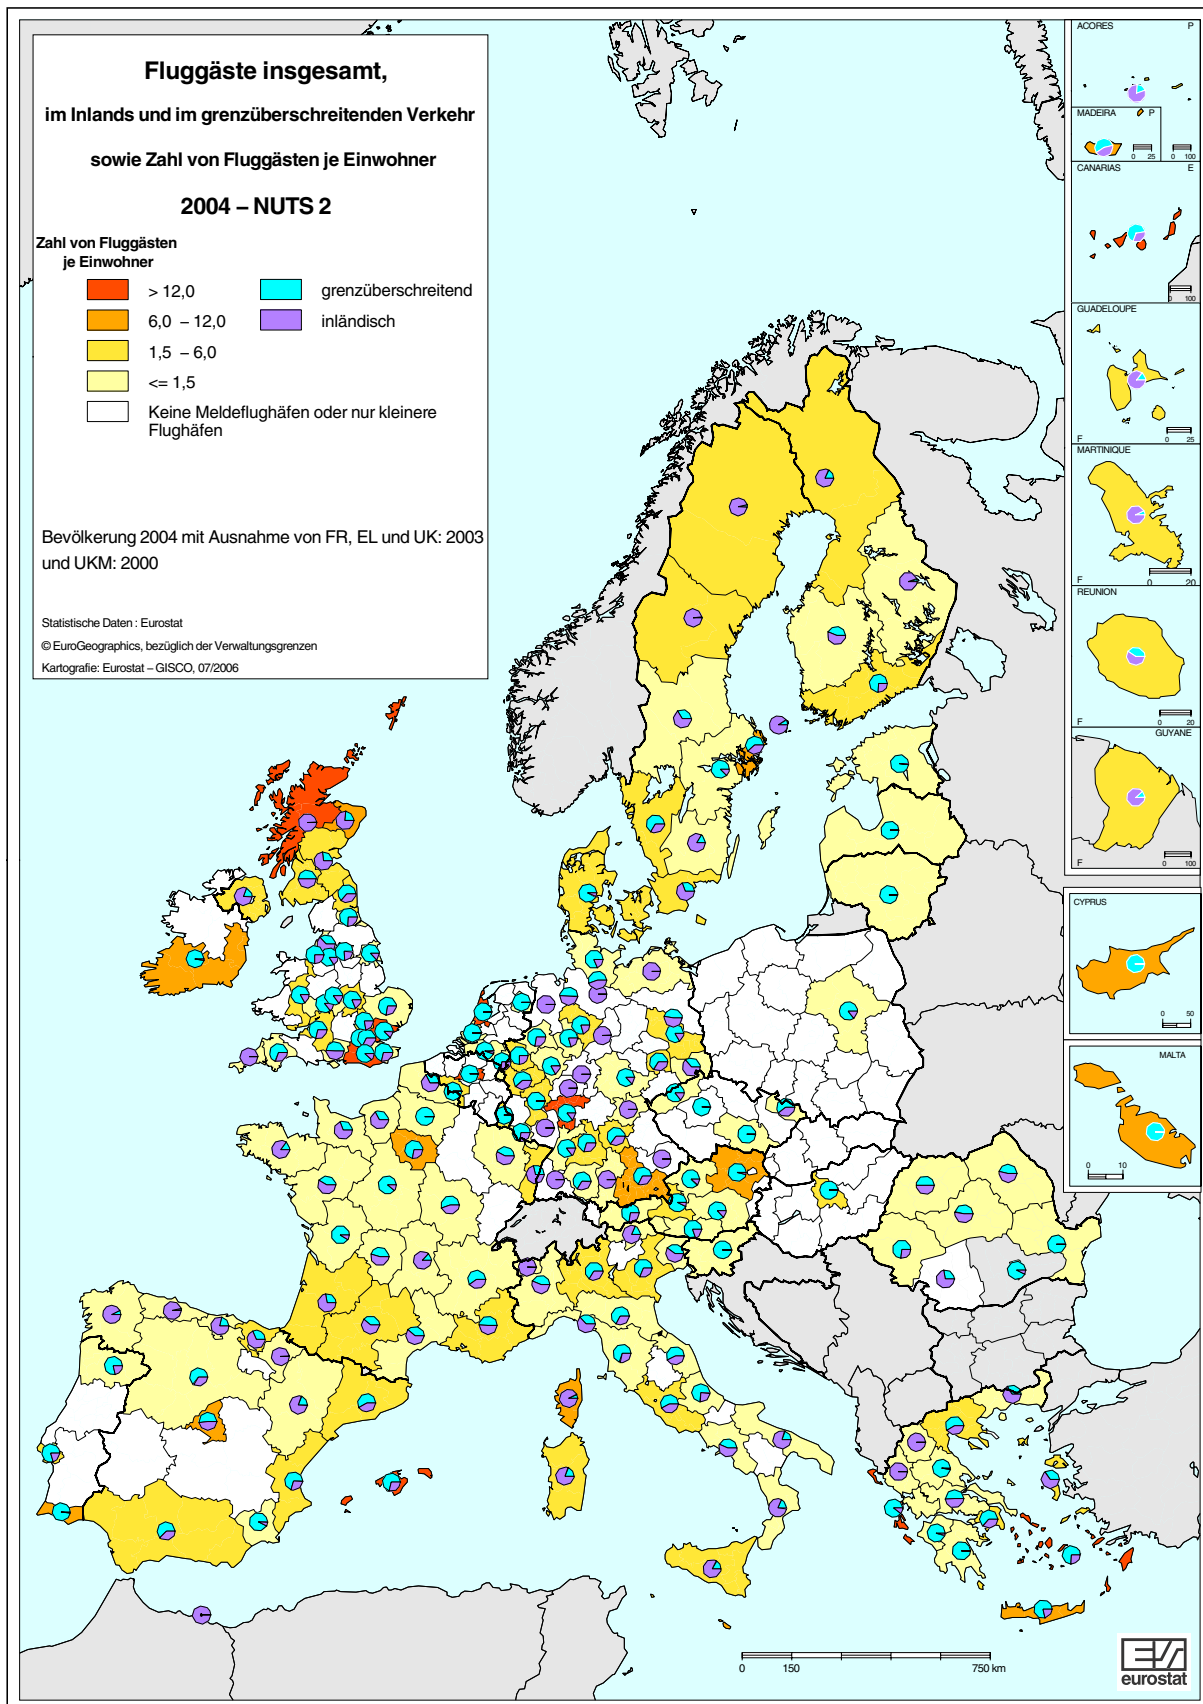 Fluggäste insgesamt,
im Inlands und im grenzüberschreitenden Verkehr
sowie Zahl von Fluggästen je Einwohner
2004 – NUTS 2
Zahl von Fluggästen
je Einwohner
> 12,0
6,0 – 12,0
1,5 – 6,0
<= 1,5
Keine Meldeflughäfen oder nur kleinere
Flughäfen
grenzüberschreitend
inländisch
Bevölkerung 2004 mit Ausnahme von FR, EL und UK: 2003
und UKM: 2000
Statistische Daten : Eurostat
© EuroGeographics, bezüglich der Verwaltungsgrenzen
Kartografie: Eurostat – GISCO, 07/2006
ACORES P
MADEIRA P
0 25
0 100
CANARIAS E
0 100
GUADELOUPE
F
0 25
MARTINIQUE
F
0 20
REUNION
F
0 20
GUYANE
F
0 100
CYPRUS
0 50
MALTA
0 10
0 150 750 km
eurostat